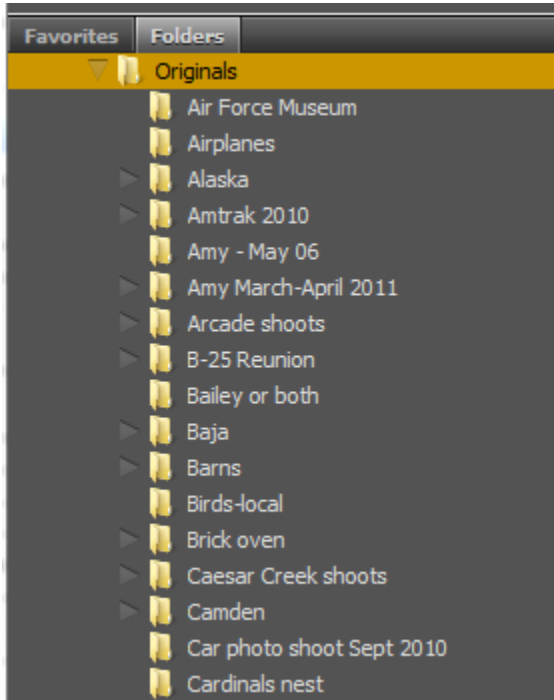 Favorites Folders
Originals
Air Force Museum
Airplanes
Alaska
Amtrak 2010
Amy - May 06
Amy March-April 2011
Arcade shoots
B-25 Reunion
Bailey or both
Baja
Barns
Birds-local
Brick oven
Caesar Creek shoots
Camden
Car photo shoot Sept 2010
Cardinals nest